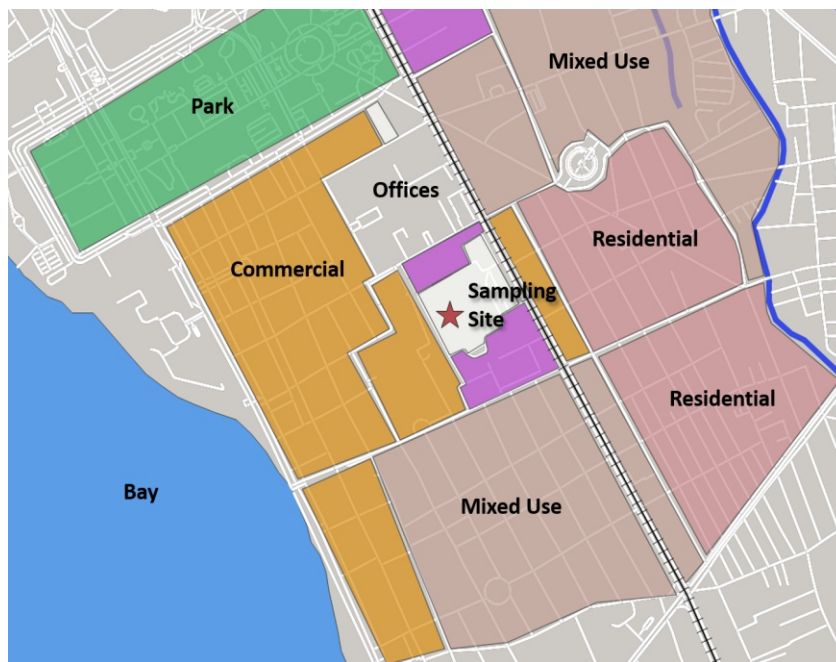 Mixed Use
Park
Offices
Residential
Commercial
Sampling
Site
Residential
Bay
Mixed Use